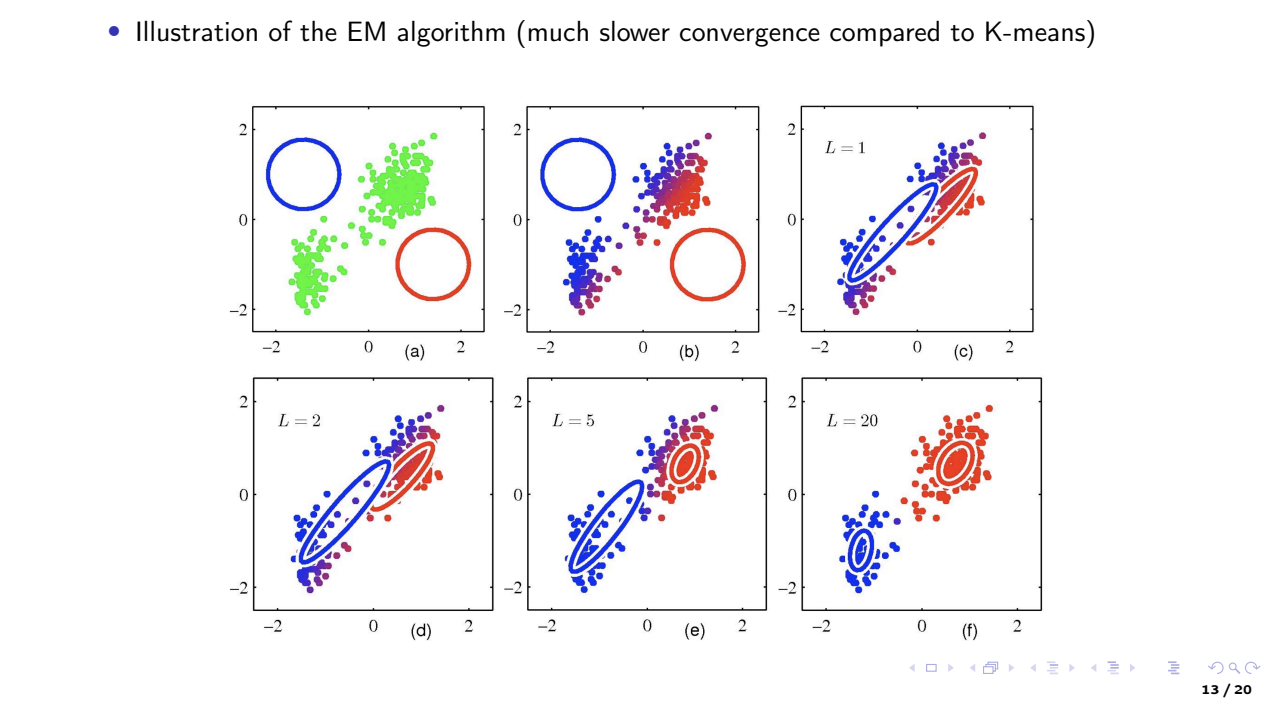 • Illustration of the EM algorithm (much slower convergence compared to K-means)
2
0
−2
−2 0 (a) 2
2
0
−2
−2 0 (b) 2
L = 1
2
0
−2
−2 0 (c) 2
L = 2
2
0
−2
−2 0 (d) 2
L = 5
2
0
−2
−2 0 (e) 2
L = 20
2
0
−2
−2 0 (f) 2
13 / 20